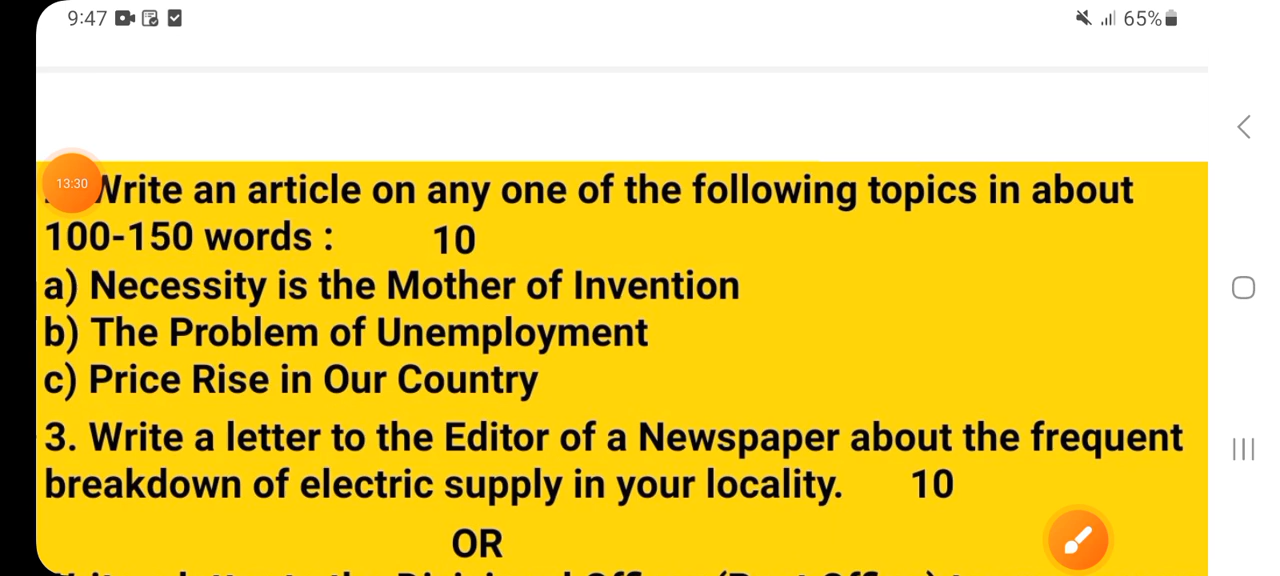 9:47
65%
13:30
Write an article on any one of the following topics in about
100-150 words : 10
a) Necessity is the Mother of Invention
b) The Problem of Unemployment
c) Price Rise in Our Country
3. Write a letter to the Editor of a Newspaper about the frequent
breakdown of electric supply in your locality. 10
OR